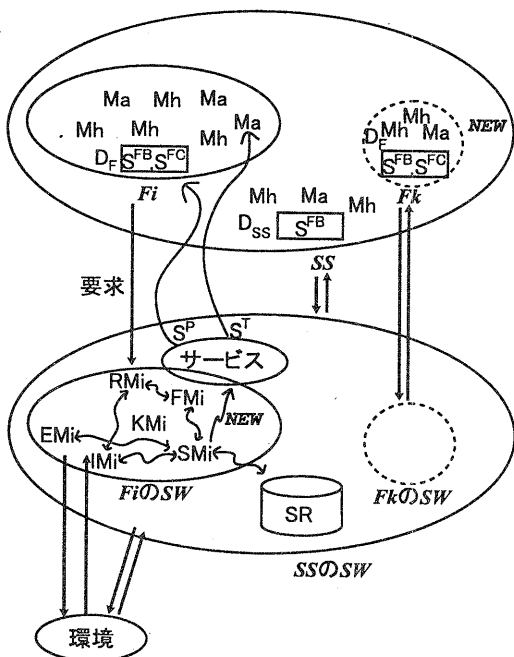 Ma Mh Ma
Mh Mh Mh Ma
D_F S^FB, S^FC
Fi
Mh
D_F Mh Ma
NEW
S^FB, S^FC
Fk
Mh Ma Mh
D_SS S^FB
SS
要求
S^P S^T
サービス
RMi FMi
NEW
KMi
EMi
IMi SMi
FiのSW
SR
FkのSW
SSのSW
環境